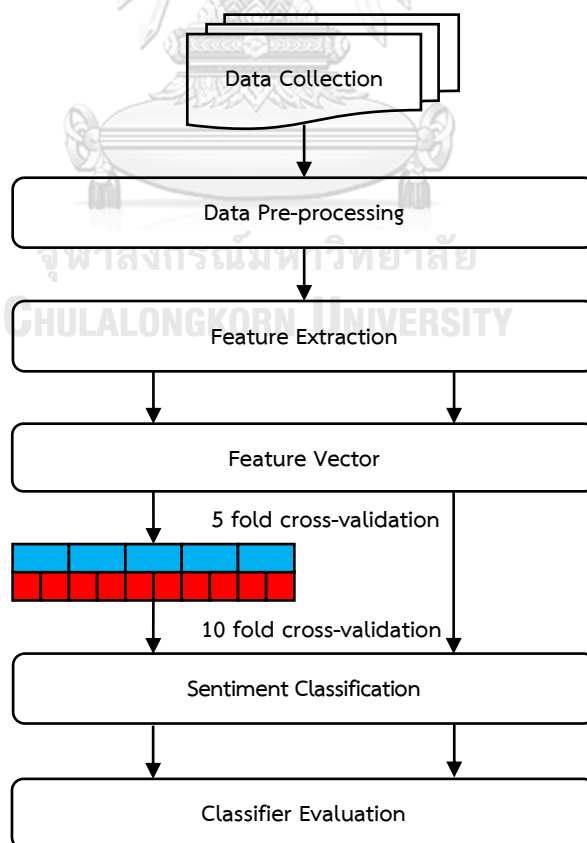 Data Collection
Data Pre-processing
จุฬาลงกรณ์มหาวิทยาลัย
CHULALONGKORN UNIVERSITY
Feature Extraction
Feature Vector
5 fold cross-validation
10 fold cross-validation
Sentiment Classification
Classifier Evaluation